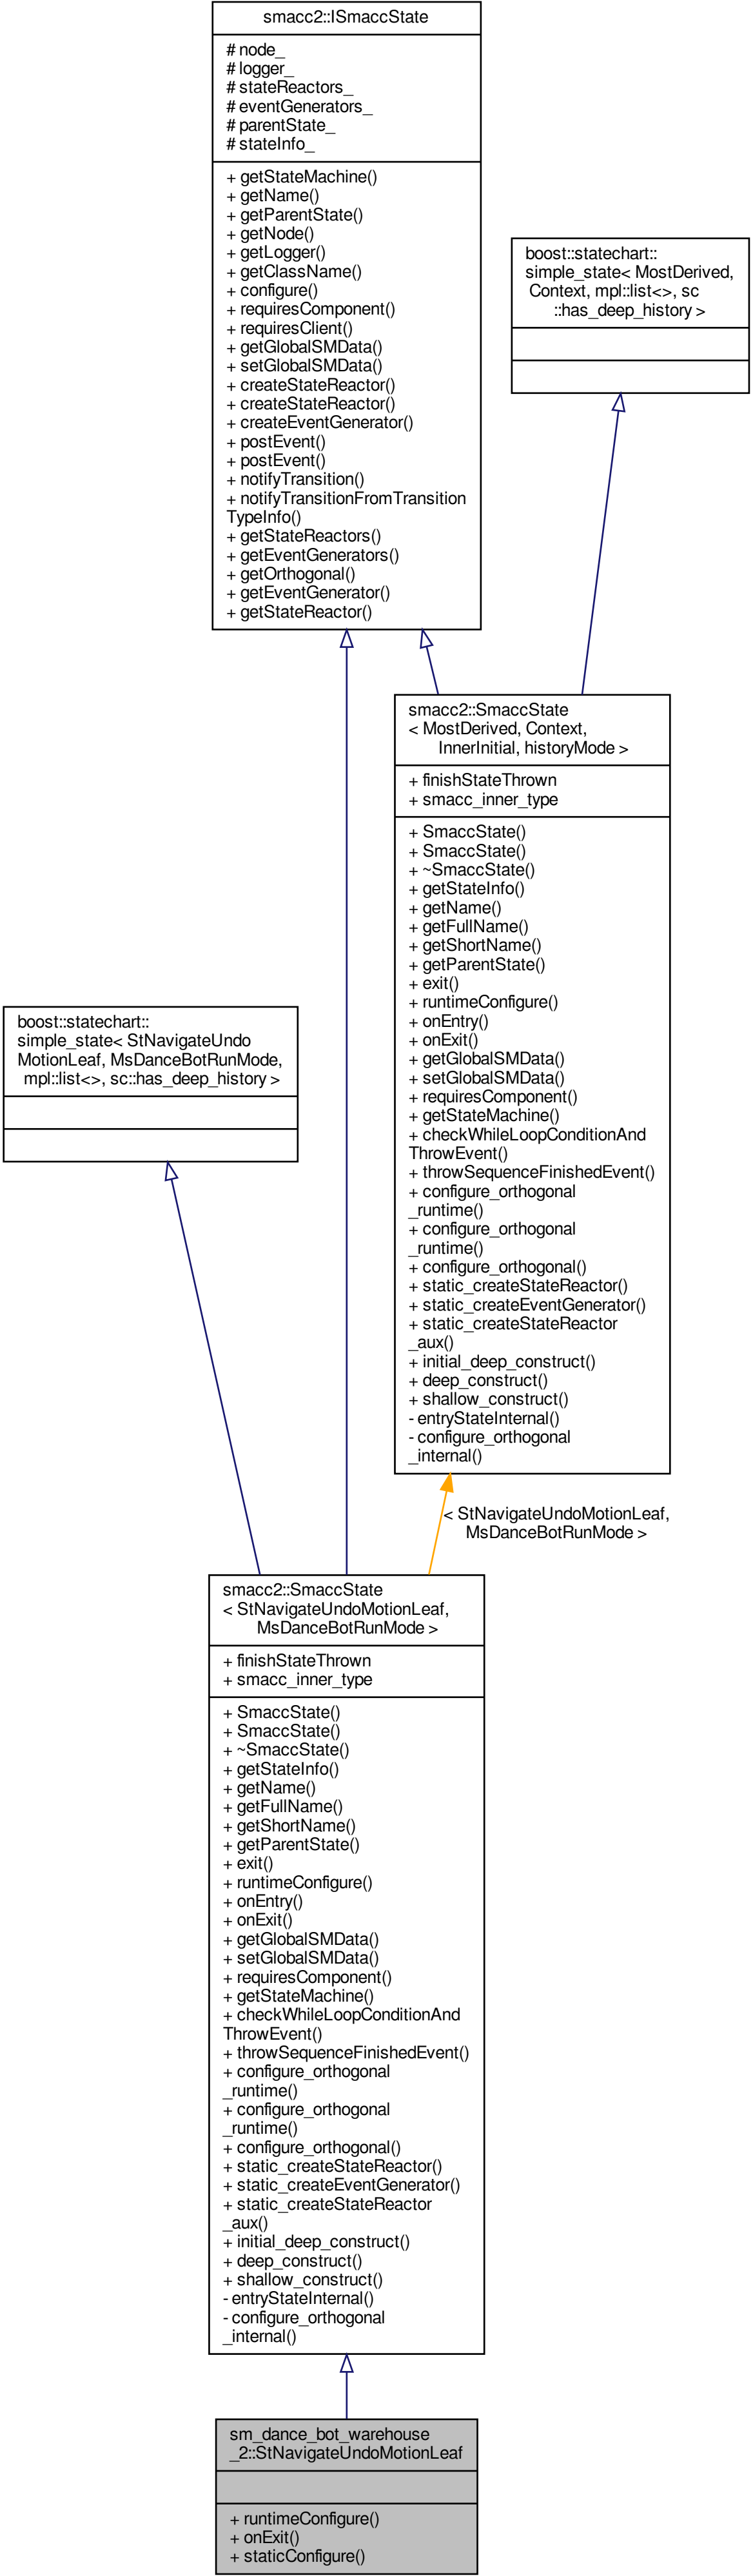 smacc2::ISmaccState
# node_
# logger_
# stateReactors_
# eventGenerators_
# parentState_
# stateInfo_
+ getStateMachine()
+ getName()
+ getParentState()
+ getNode()
+ getLogger()
+ getClassName()
+ configure()
+ requiresComponent()
+ requiresClient()
+ getGlobalSMData()
+ setGlobalSMData()
+ createStateReactor()
+ createStateReactor()
+ createEventGenerator()
+ postEvent()
+ postEvent()
+ notifyTransition()
+ notifyTransitionFromTransition
TypeInfo()
+ getStateReactors()
+ getEventGenerators()
+ getOrthogonal()
+ getEventGenerator()
+ getStateReactor()
boost::statechart::
simple_state< MostDerived,
Context, mpl::list<>, sc
::has_deep_history >
smacc2::SmaccState
< MostDerived, Context,
InnerInitial, historyMode >
+ finishStateThrown
+ smacc_inner_type
+ SmaccState()
+ SmaccState()
+ ~SmaccState()
+ getStateInfo()
+ getName()
+ getFullName()
+ getShortName()
+ getParentState()
+ exit()
+ runtimeConfigure()
+ onEntry()
+ onExit()
+ getGlobalSMData()
+ setGlobalSMData()
+ requiresComponent()
+ getStateMachine()
+ checkWhileLoopConditionAnd
ThrowEvent()
+ throwSequenceFinishedEvent()
+ configure_orthogonal
_runtime()
+ configure_orthogonal
_runtime()
+ configure_orthogonal()
+ static_createStateReactor()
+ static_createEventGenerator()
+ static_createStateReactor
_aux()
+ initial_deep_construct()
+ deep_construct()
+ shallow_construct()
- entryStateInternal()
- configure_orthogonal
_internal()
boost::statechart::
simple_state< StNavigateUndo
MotionLeaf, MsDanceBotRunMode,
mpl::list<>, sc::has_deep_history >
< StNavigateUndoMotionLeaf,
MsDanceBotRunMode >
smacc2::SmaccState
< StNavigateUndoMotionLeaf,
MsDanceBotRunMode >
+ finishStateThrown
+ smacc_inner_type
+ SmaccState()
+ SmaccState()
+ ~SmaccState()
+ getStateInfo()
+ getName()
+ getFullName()
+ getShortName()
+ getParentState()
+ exit()
+ runtimeConfigure()
+ onEntry()
+ onExit()
+ getGlobalSMData()
+ setGlobalSMData()
+ requiresComponent()
+ getStateMachine()
+ checkWhileLoopConditionAnd
ThrowEvent()
+ throwSequenceFinishedEvent()
+ configure_orthogonal
_runtime()
+ configure_orthogonal
_runtime()
+ configure_orthogonal()
+ static_createStateReactor()
+ static_createEventGenerator()
+ static_createStateReactor
_aux()
+ initial_deep_construct()
+ deep_construct()
+ shallow_construct()
- entryStateInternal()
- configure_orthogonal
_internal()
sm_dance_bot_warehouse
_2::StNavigateUndoMotionLeaf
+ runtimeConfigure()
+ onExit()
+ staticConfigure()